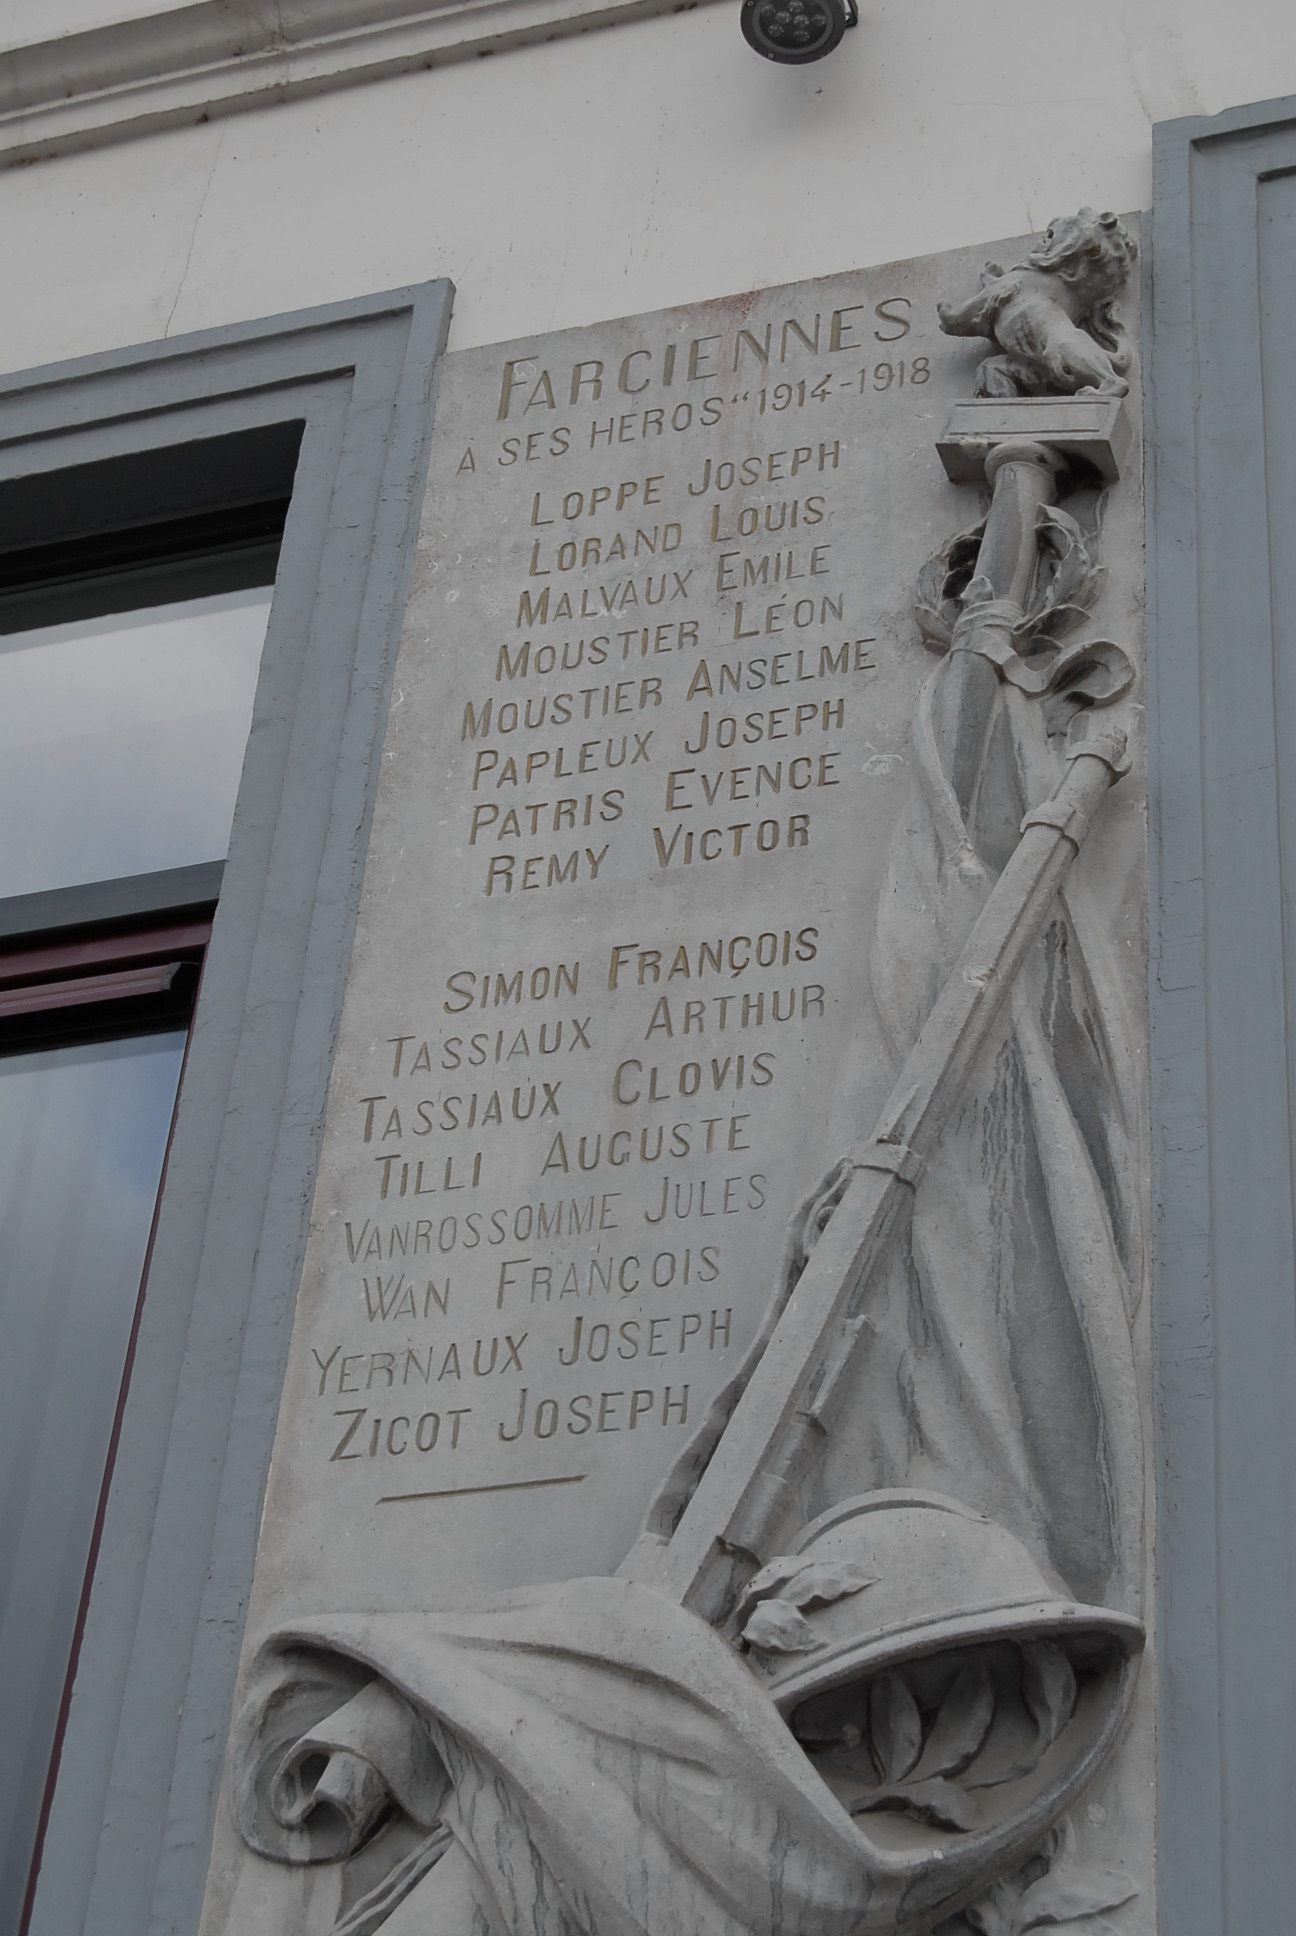 FARCIENNES
À SES HEROS “ 1914-1918
LOPPE JOSEPH
LORAND LOUIS
MALVAUX EMILE
MOUSTIER LÉON
MOUSTIER ANSELME
PAPLEUX JOSEPH
PATRIS EVENCE
REMY VICTOR
SIMON FRANÇOIS
TASSIAUX ARTHUR
TASSIAUX CLOVIS
TILLI AUGUSTE
VANROSSOMME JULES
WAN FRANÇOIS
YERNAUX JOSEPH
ZICOT JOSEPH